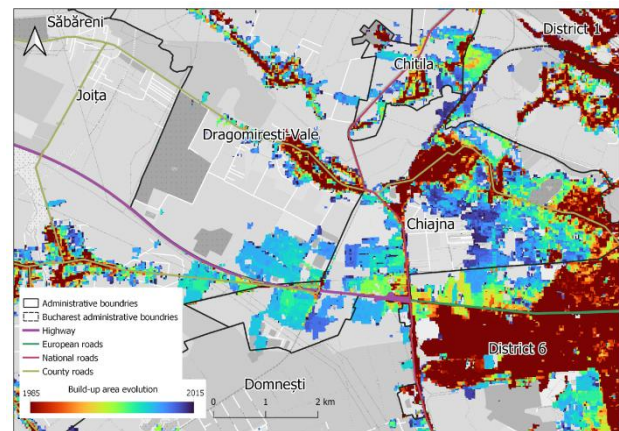 Săbăreni
District 1
Chitila
Joița
Dragomirești-Vale
Chiajna
Administrative boundries
Bucharest administrative boundries
Highway
European roads
National roads
County roads
Build-up area evolution
1985
2015
District 6
Domnești
0
1
2 km